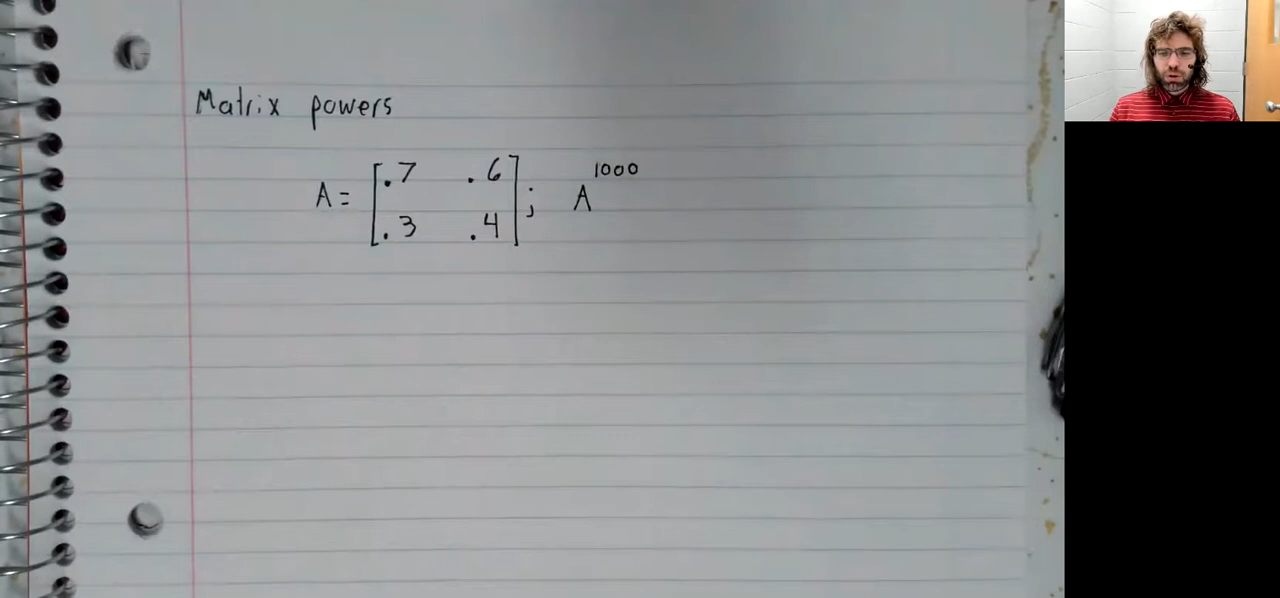 Matrix powers
A = [.7 .6; A^1000
.3 .4]